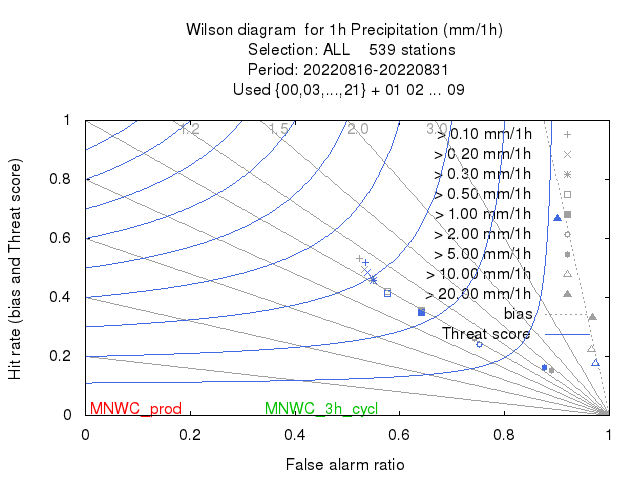 Wilson diagram  for 1h Precipitation (mm/1h)
Selection: ALL    539 stations
Period: 20220816-20220831
Used {00,03,...,21} + 01 02 ... 09
Hit rate (bias and Threat score)
1
0.8
0.6
0.4
0.2
0
1.2 1.5 2.0 3.0
> 0.10 mm/1h
> 0.20 mm/1h
> 0.30 mm/1h
> 0.50 mm/1h
> 1.00 mm/1h
> 2.00 mm/1h
> 5.00 mm/1h
> 10.00 mm/1h
> 20.00 mm/1h
bias
Threat score
MNWC_prod MNWC_3h_cycl
0 0.2 0.4 0.6 0.8 1
False alarm ratio